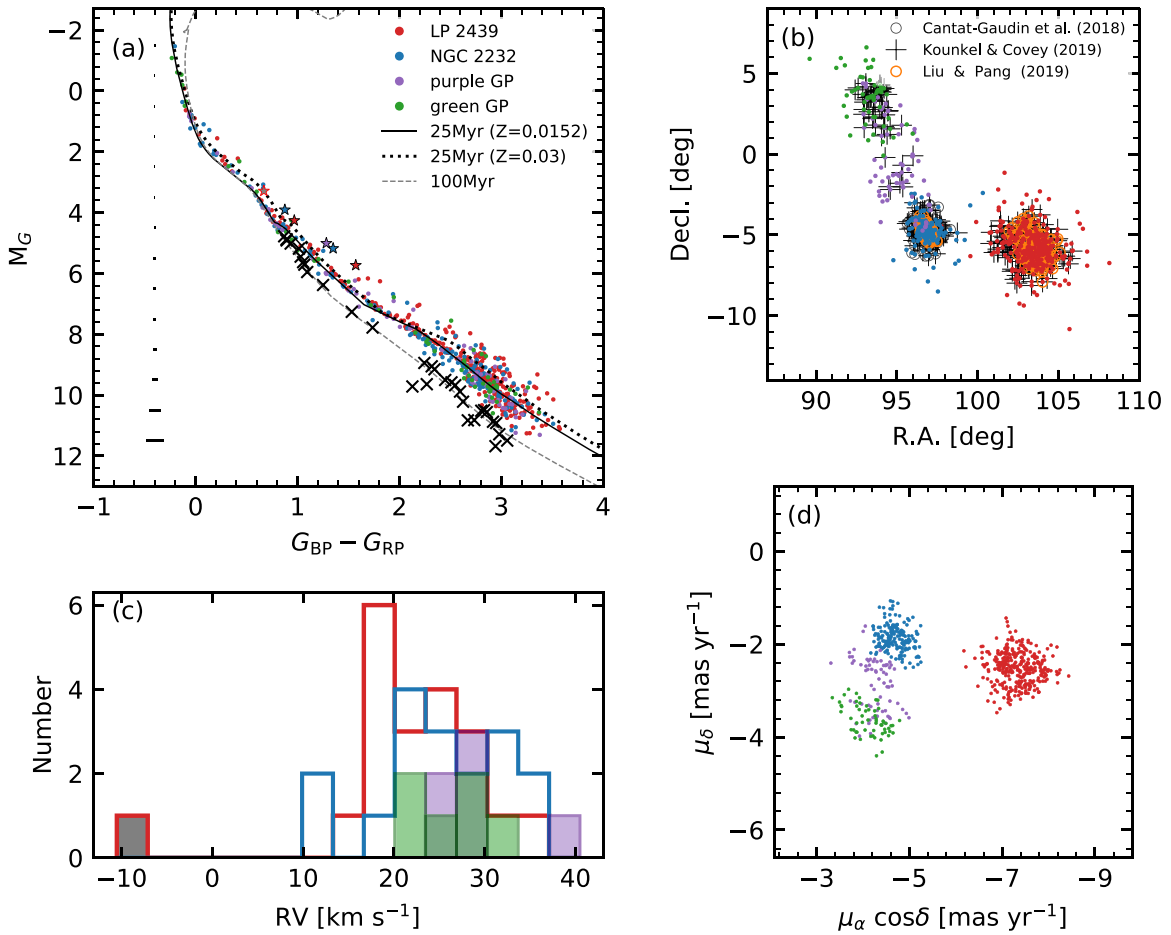 (a)
LP 2439
NGC 2232
purple GP
green GP
25Myr (Z=0.0152)
25Myr (Z=0.03)
100Myr
−2
0
2
4
6
8
10
12
M_G
−1
0
1
2
3
4
G_BP − G_RP
(b)
Cantat-Gaudin et al. (2018)
Kounkel & Covey (2019)
Liu & Pang (2019)
5
0
−5
−10
Decl. [deg]
90
95
100
105
110
R.A. [deg]
(c)
6
4
2
0
Number
−10
0
10
20
30
40
RV [km s⁻¹]
(d)
0
−2
−4
−6
μ_δ [mas yr⁻¹]
−3
−5
−7
−9
μ_α cosδ [mas yr⁻¹]